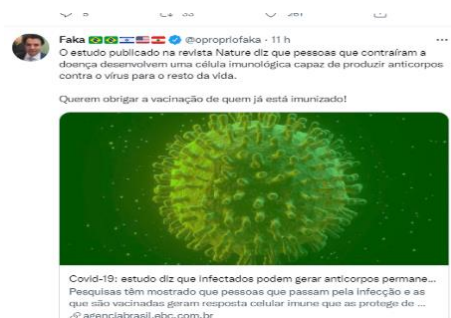 Faka @opropriofaka · 11 h
O estudo publicado na revista Nature diz que pessoas que contraíram a
doença desenvolvem uma célula imunológica capaz de produzir anticorpos
contra o vírus para o resto da vida.
Querem obrigar a vacinação de quem já está imunizado!
Covid-19: estudo diz que infectados podem gerar anticorpos permane...
Pesquisas têm mostrado que pessoas que passam pela infecção e as
que são vacinadas geram resposta celular imune que as protege de ...
agenciabrasil.ebc.com.br